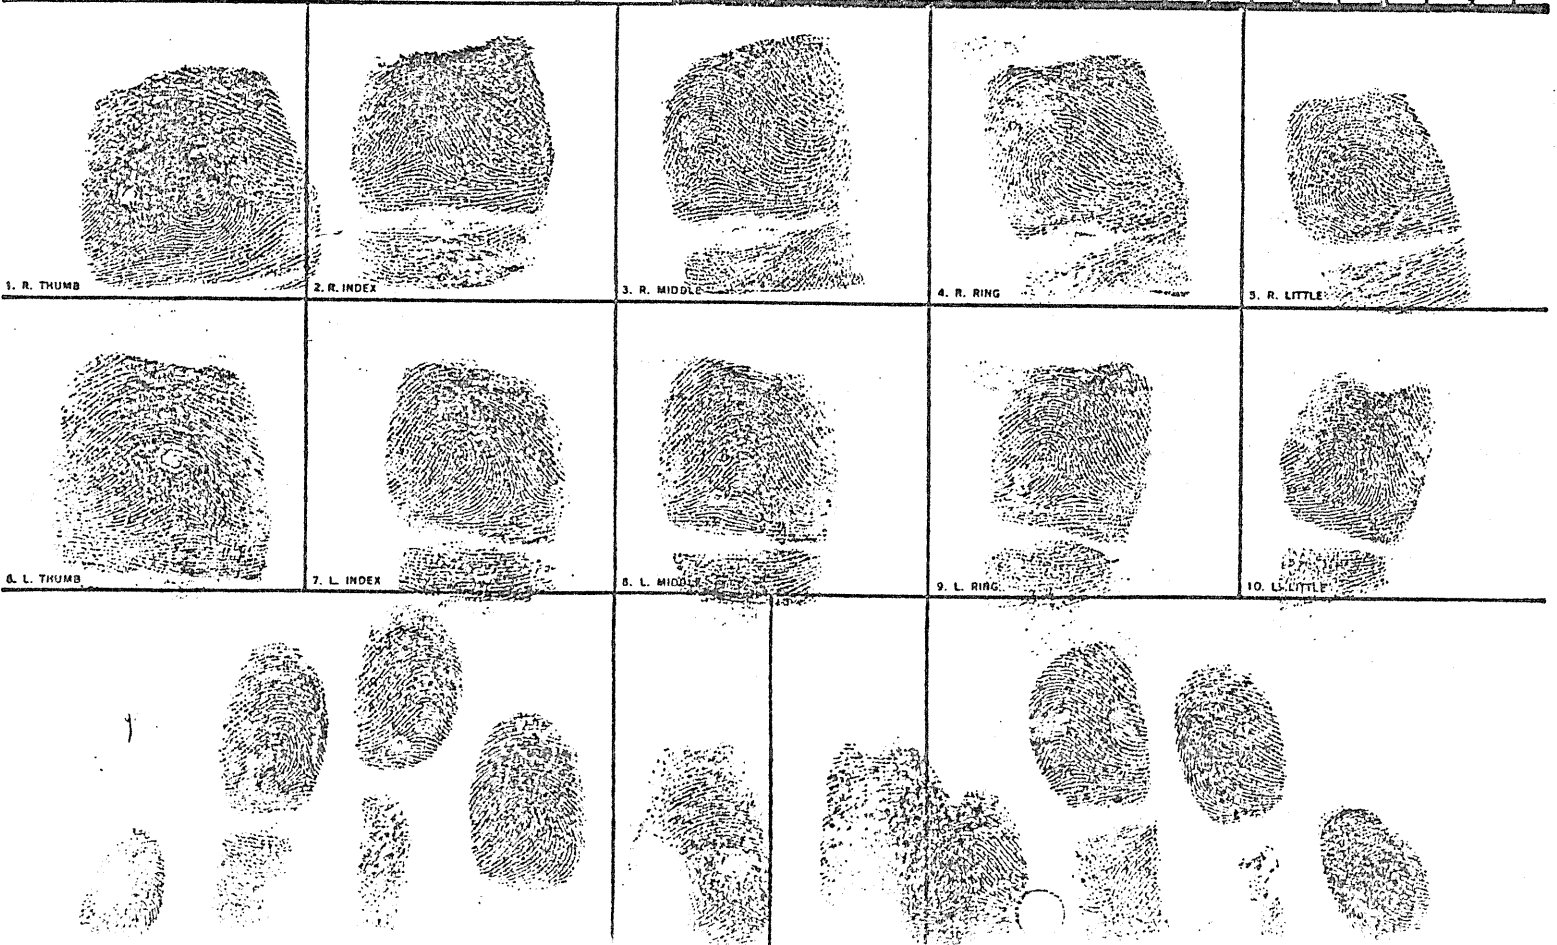 1. R. THUMB
2. R. INDEX
3. R. MIDDLE
4. R. RING
5. R. LITTLE
6. L. THUMB
7. L. INDEX
8. L. MIDDLE
9. L. RING
10. L. LITTLE